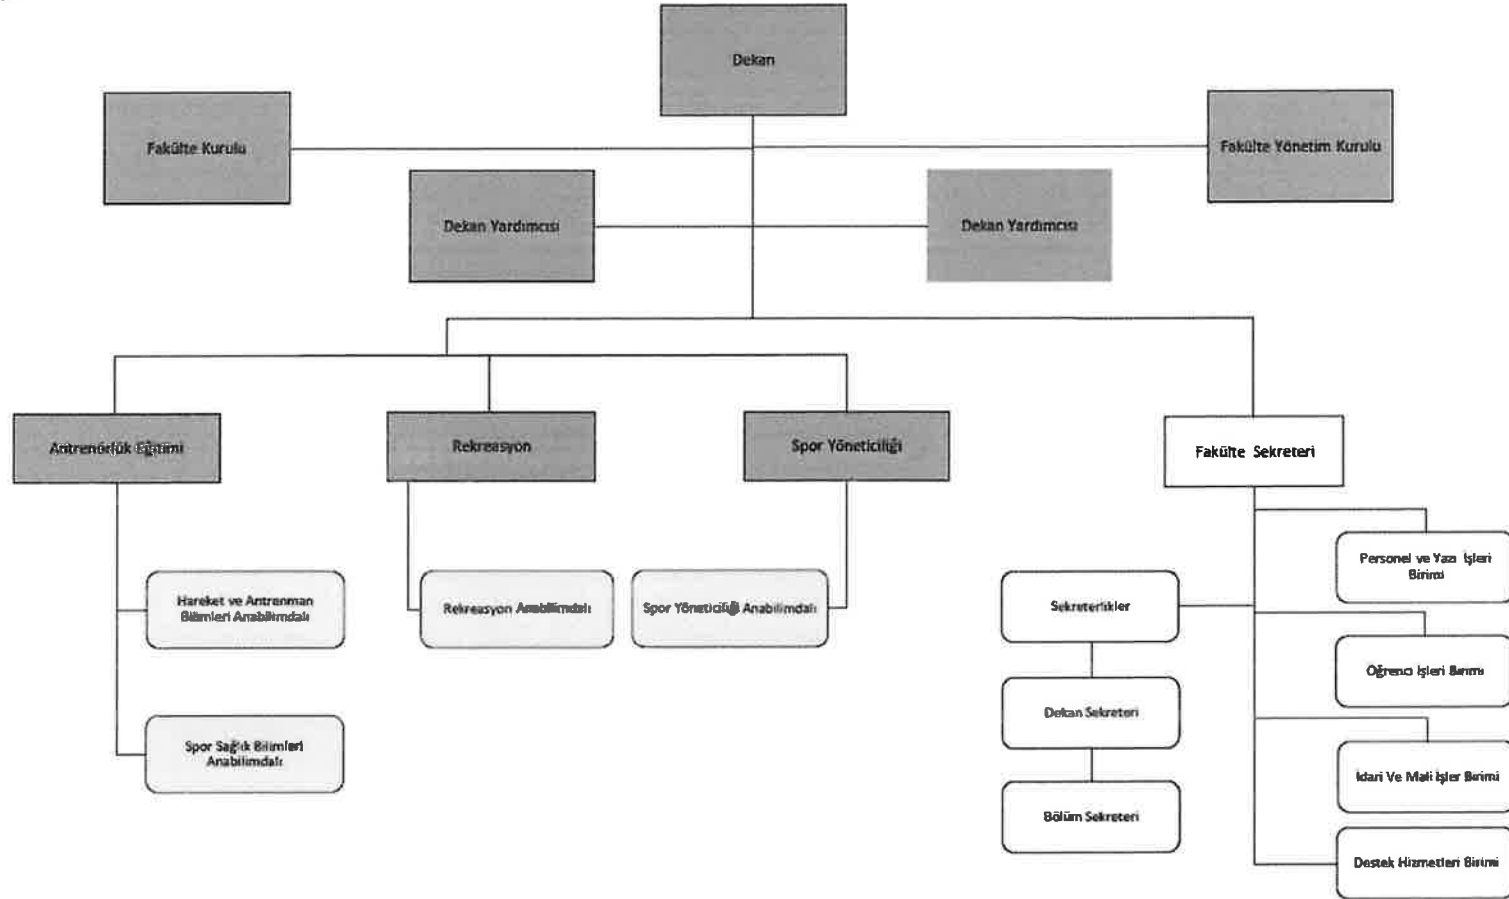 Dekan
Fakülte Kurulu
Fakülte Yönetim Kurulu
Dekan Yardımcısı
Dekan Yardımcısı
Antrenörlük Eğitimi
Rekreasyon
Spor Yöneticiliği
Fakülte Sekreteri
Hareket ve Antrenman
Bilimleri Anabilimdalı
Spor Sağlık Bilimleri
Anabilimdalı
Rekreasyon Anabilimdalı
Spor Yöneticiliği Anabilimdalı
Sekreterlikler
Dekan Sekreteri
Bölüm Sekreteri
Personel ve Yazı İşleri
Birimi
Öğrenci İşleri Birimi
İdari Ve Mali İşler Birimi
Destek Hizmetleri Birimi